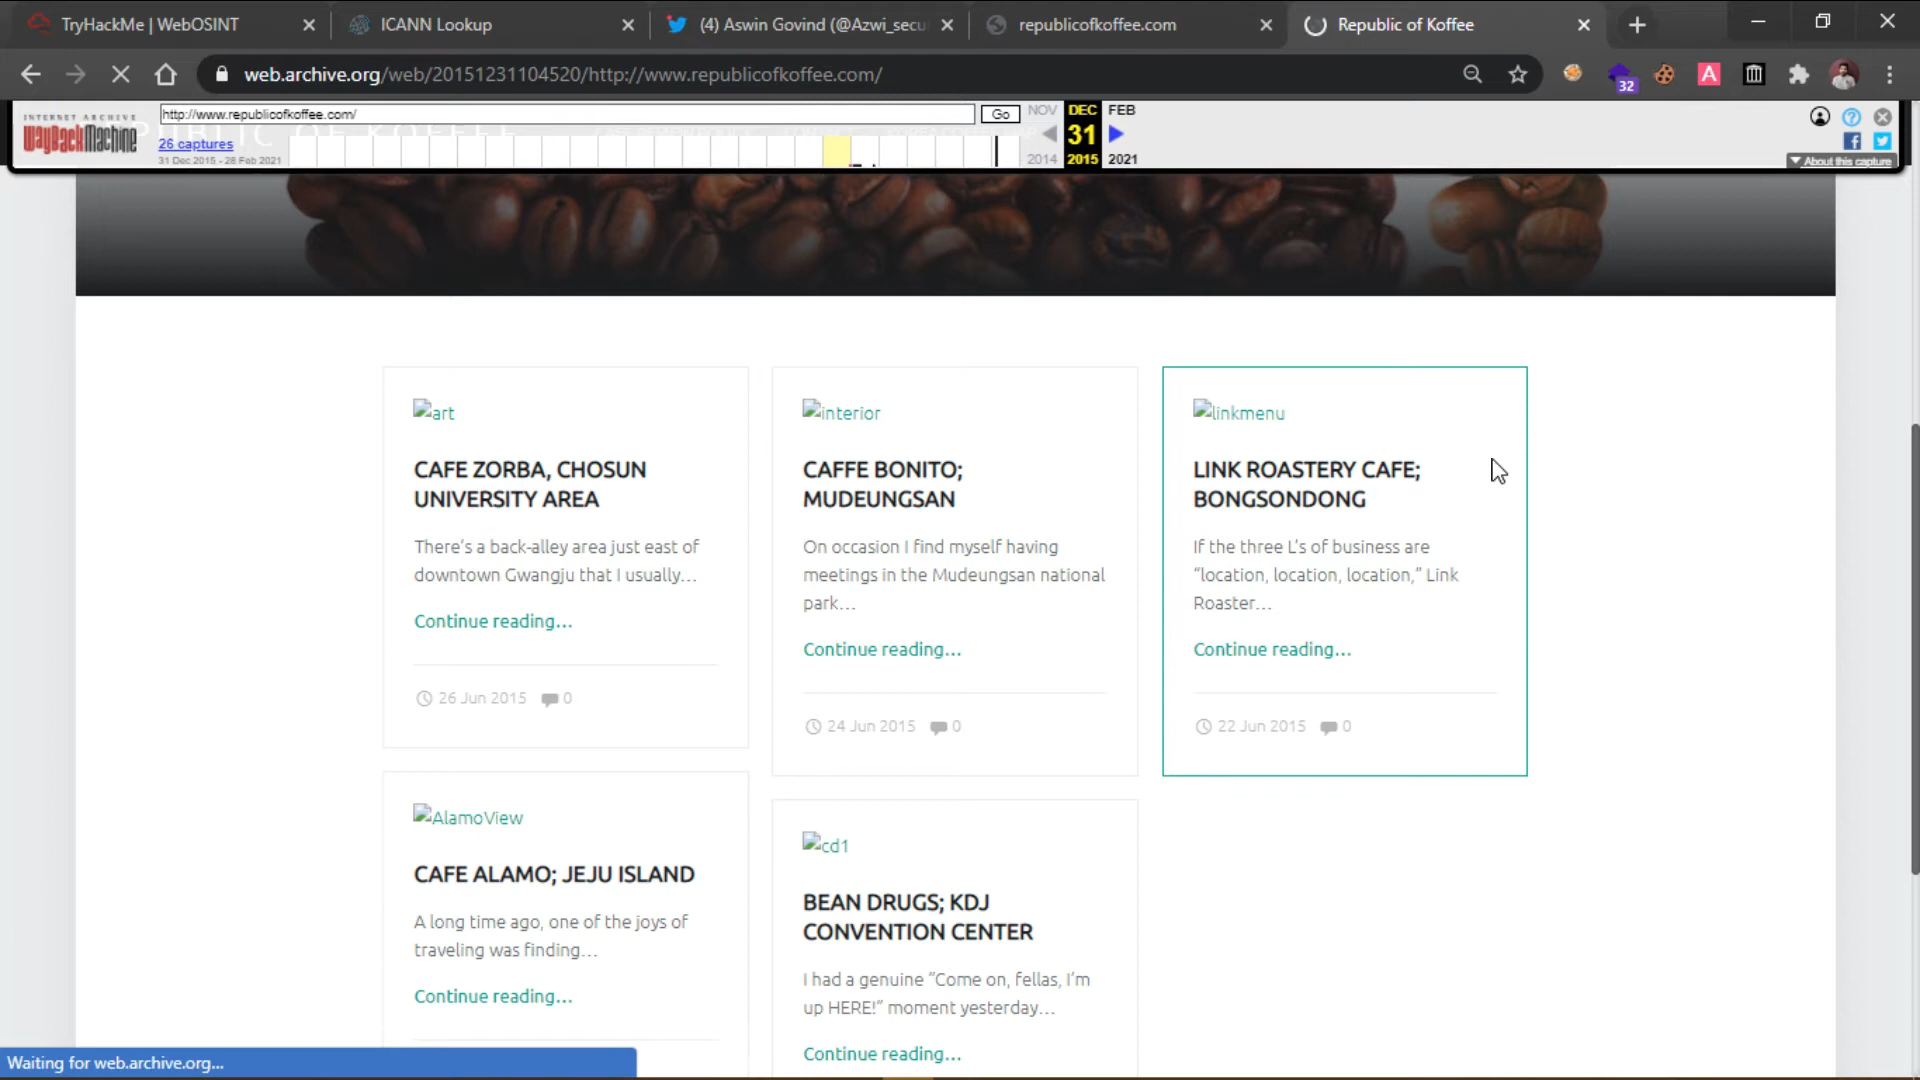 TryHackMe | WebOSINT
ICANN Lookup
(4) Aswin Govind (@Azwi_secu
republicofkoffee.com
Republic of Koffee
web.archive.org/web/20151231104520/http://www.republicofkoffee.com/
32
A
INTERNET ARCHIVE
WayBackMachine
http://www.republicofkoffee.com/
Go
NOV
DEC
FEB
26 captures
31 Dec 2015 - 28 Feb 2021
31
2014
2015
2021
About this capture
art
CAFE ZORBA, CHOSUN
UNIVERSITY AREA
There's a back-alley area just east of
downtown Gwangju that I usually...
Continue reading...
26 Jun 2015
0
interior
CAFFE BONITO;
MUDEUNGSAN
On occasion I find myself having
meetings in the Mudeungsan national
park...
Continue reading...
24 Jun 2015
0
linkmenu
LINK ROASTERY CAFE;
BONGSONDONG
If the three L's of business are
“location, location, location,” Link
Roaster...
Continue reading...
22 Jun 2015
0
AlamoView
CAFE ALAMO; JEJU ISLAND
A long time ago, one of the joys of
traveling was finding...
Continue reading...
cd1
BEAN DRUGS; KDJ
CONVENTION CENTER
I had a genuine “Come on, fellas, I'm
up HERE!” moment yesterday...
Continue reading...
Waiting for web.archive.org...